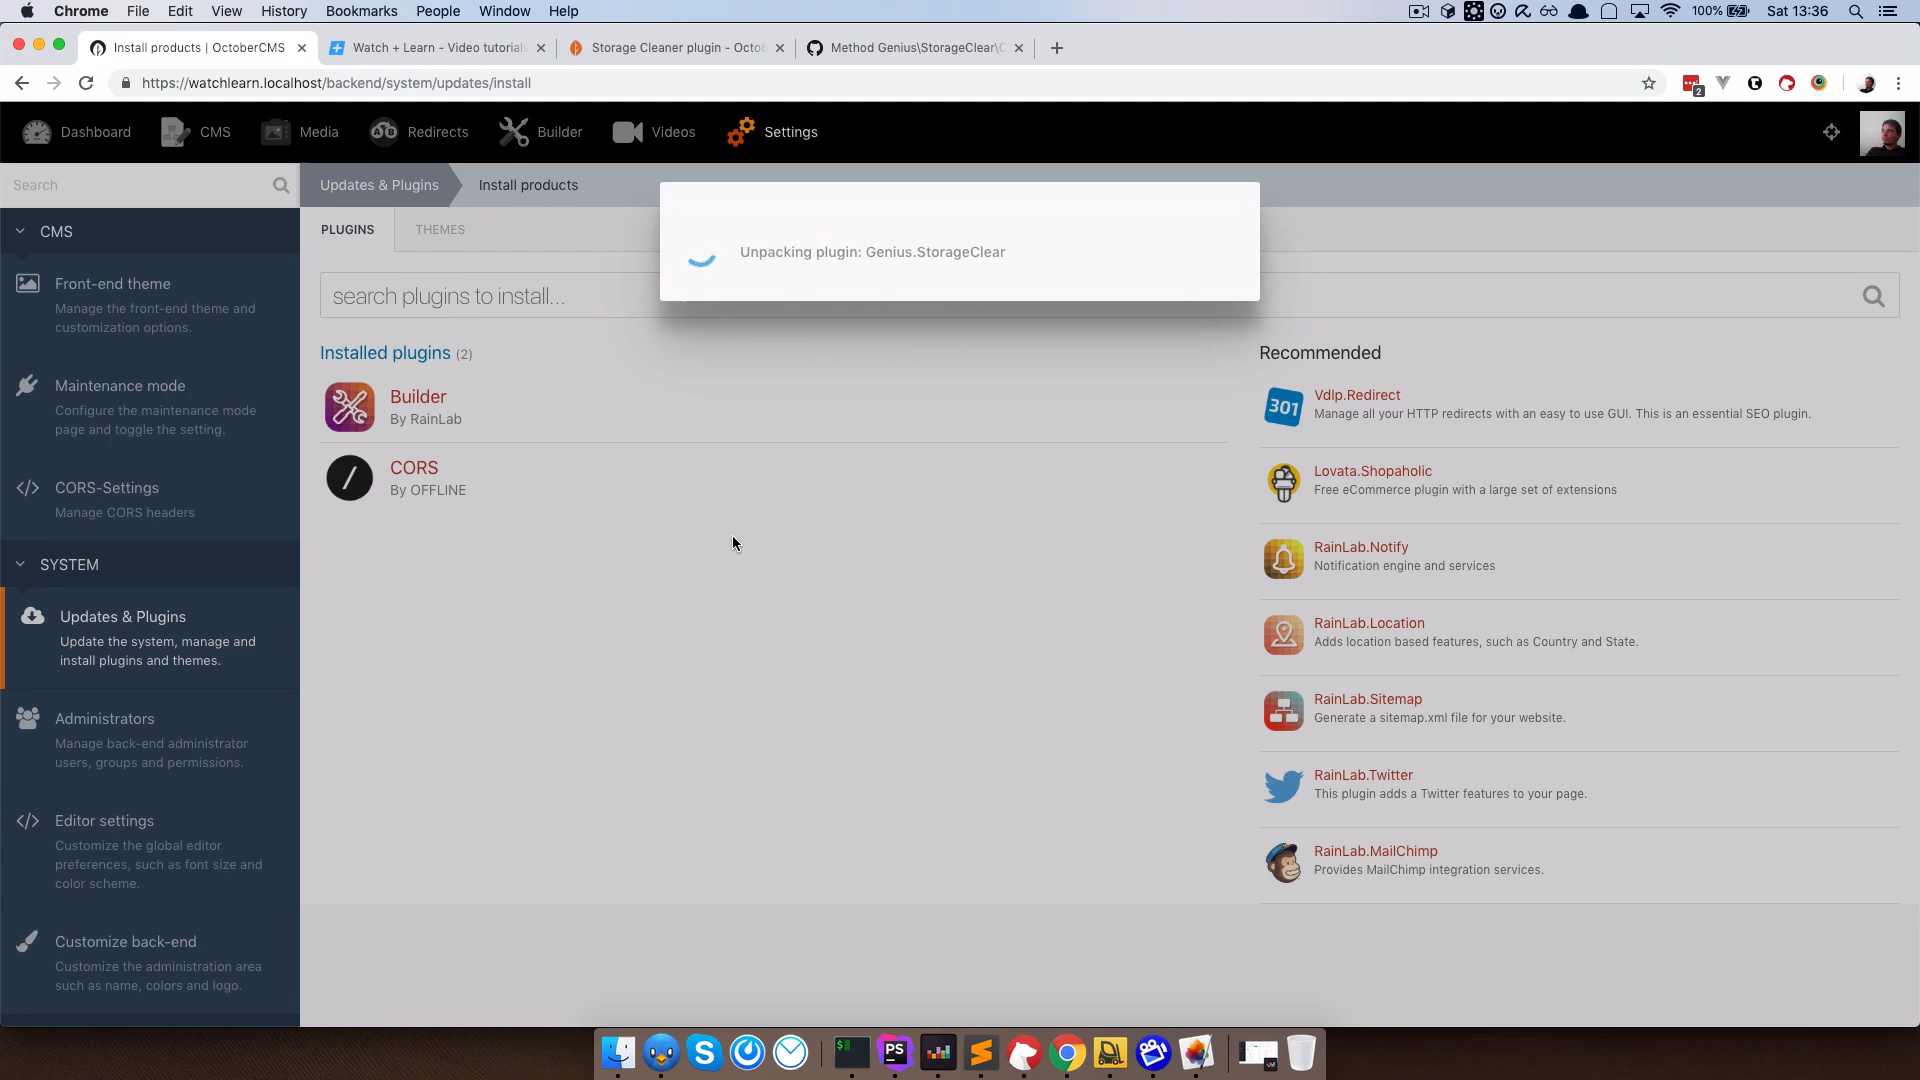 Chrome File Edit View History Bookmarks People Window Help 100% Sat 13:36
Install products | OctoberCMS Watch + Learn - Video tutorials Storage Cleaner plugin - Octob Method Genius\StorageClear\C
https://watchlearn.localhost/backend/system/updates/install
2
Dashboard CMS Media Redirects Builder Videos Settings
Search
Updates & Plugins Install products
CMS
Front-end theme
Manage the front-end theme and
customization options.
Maintenance mode
Configure the maintenance mode
page and toggle the setting.
CORS-Settings
Manage CORS headers
SYSTEM
Updates & Plugins
Update the system, manage and
install plugins and themes.
Administrators
Manage back-end administrator
users, groups and permissions.
Editor settings
Customize the global editor
preferences, such as font size and
color scheme.
Customize back-end
Customize the administration area
such as name, colors and logo.
PLUGINS THEMES
Unpacking plugin: Genius.StorageClear
search plugins to install...
Installed plugins (2)
Builder
By RainLab
CORS
By OFFLINE
Recommended
301
Vdlp.Redirect
Manage all your HTTP redirects with an easy to use GUI. This is an essential SEO plugin.
Lovata.Shopaholic
Free eCommerce plugin with a large set of extensions
RainLab.Notify
Notification engine and services
RainLab.Location
Adds location based features, such as Country and State.
RainLab.Sitemap
Generate a sitemap.xml file for your website.
RainLab.Twitter
This plugin adds a Twitter features to your page.
RainLab.MailChimp
Provides MailChimp integration services.
S $ PS